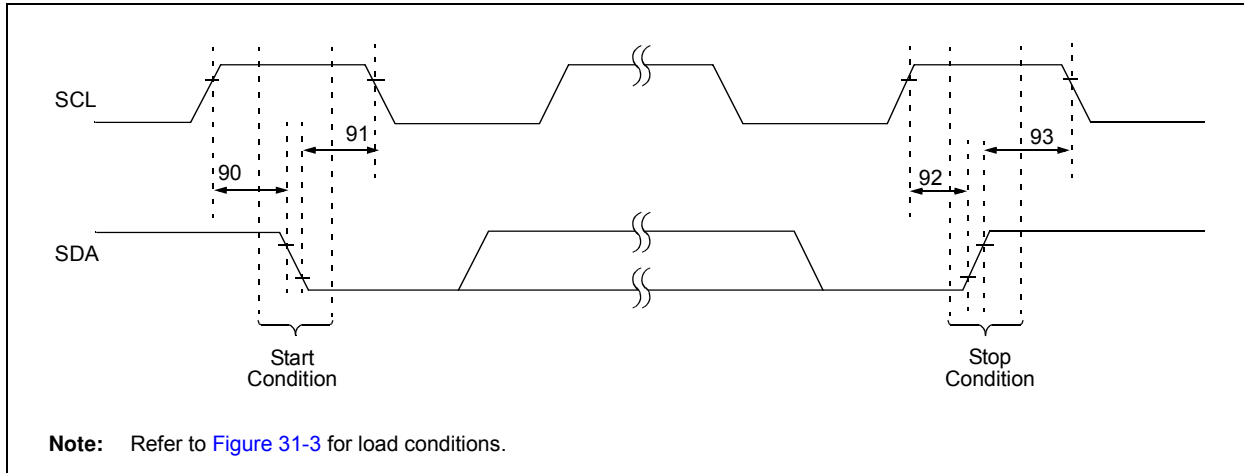 SCL
91
93
90
92
SDA
Start
Condition
Stop
Condition
Note: Refer to Figure 31-3 for load conditions.